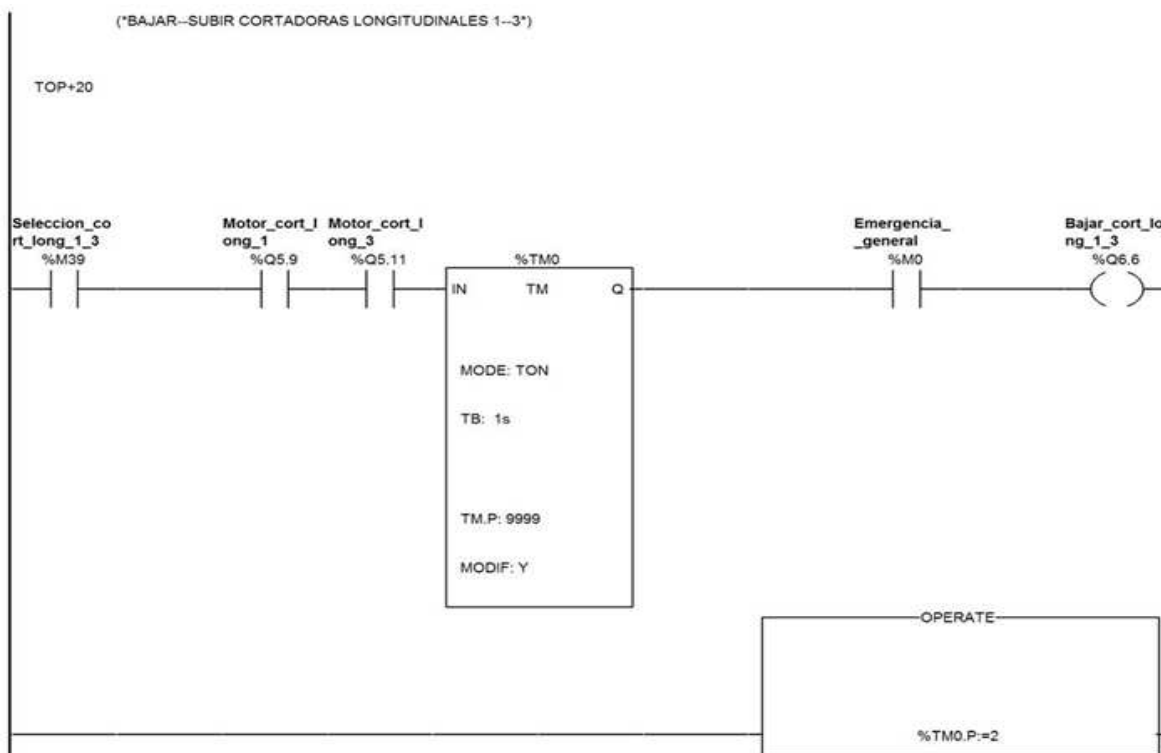 (*BAJAR--SUBIR CORTADORAS LONGITUDINALES 1--3*)
TOP+20
Seleccion_co
rt_long_1_3
%M39
Motor_cort_l
ong_1
%Q5.9
Motor_cort_l
ong_3
%Q5.11
%TM0
IN TM Q
MODE: TON
TB: 1s
TM.P: 9999
MODIF: Y
Emergencia_
_general
%M0
Bajar_cort_lo
ng_1_3
%Q6.6
OPERATE
%TM0.P:=2